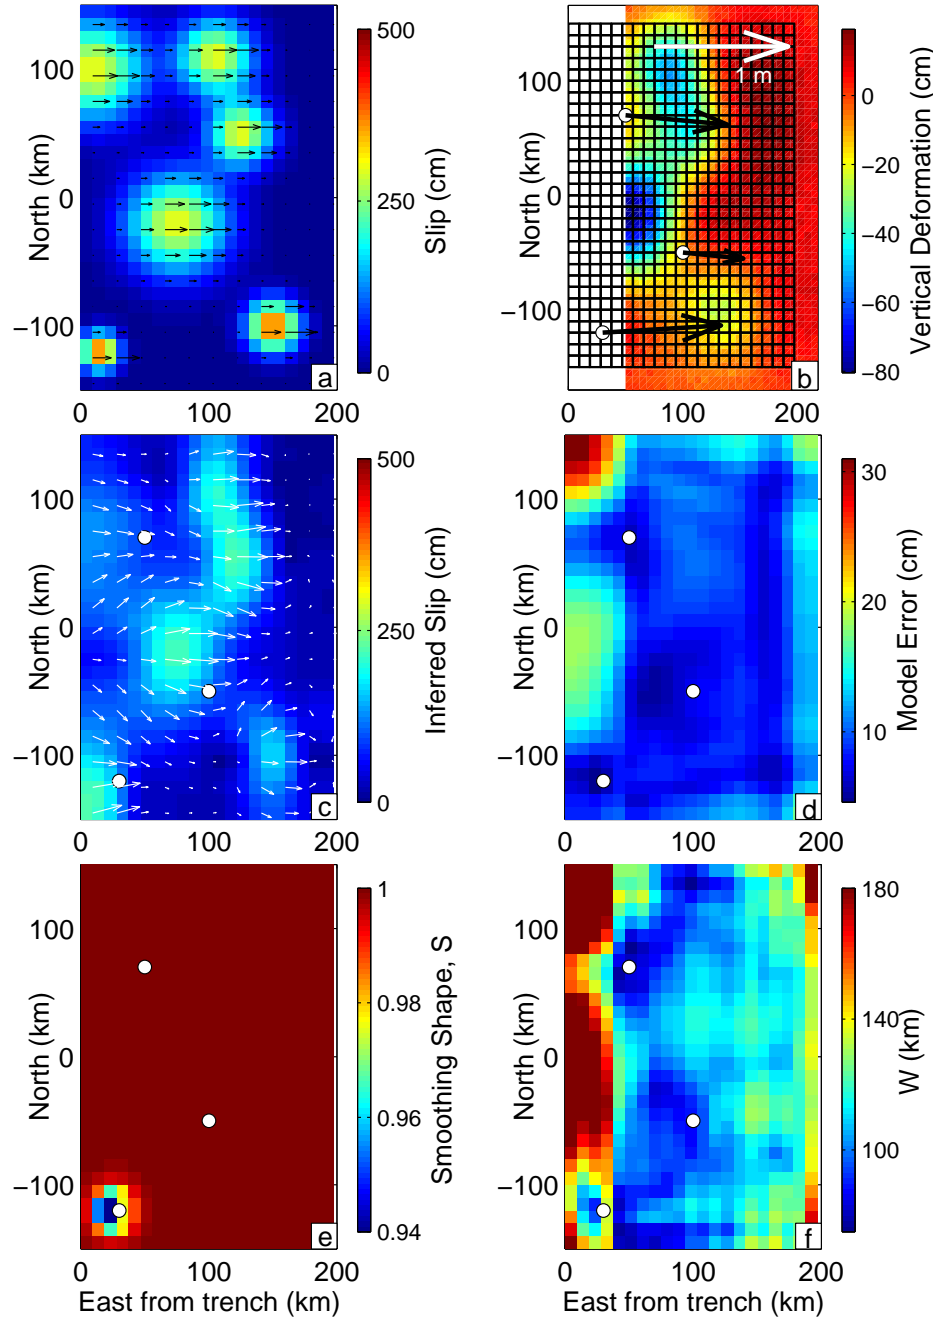 500
250
0
Slip (cm)
100
0
−100
North (km)
0
100
200
a
1 m
0
−20
−40
−60
−80
Vertical Deformation (cm)
100
0
−100
North (km)
0
100
200
b
500
250
0
Inferred Slip (cm)
100
0
−100
North (km)
0
100
200
c
30
20
10
Model Error (cm)
100
0
−100
North (km)
0
100
200
d
1
0.98
0.96
0.94
Smoothing Shape, S
100
0
−100
North (km)
0
100
200
East from trench (km)
e
180
140
100
W (km)
100
0
−100
North (km)
0
100
200
East from trench (km)
f